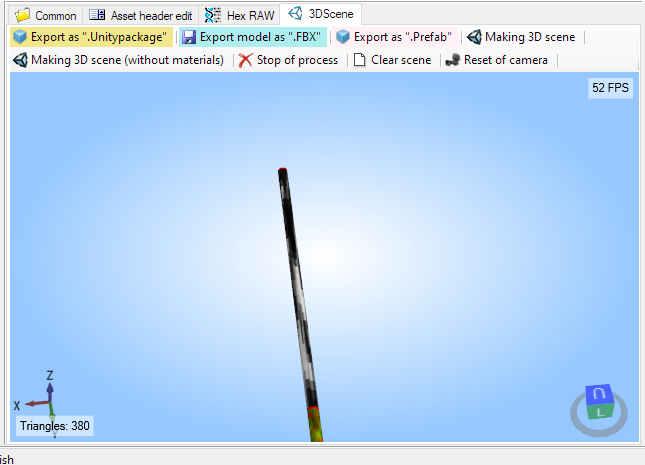 Common Asset header edit Hex RAW 3DScene
Export as ".Unitypackage" Export model as ".FBX" Export as ".Prefab" Making 3D scene
Making 3D scene (without materials) Stop of process Clear scene Reset of camera
52 FPS
Z
X
Triangles: 380
U
L
ish